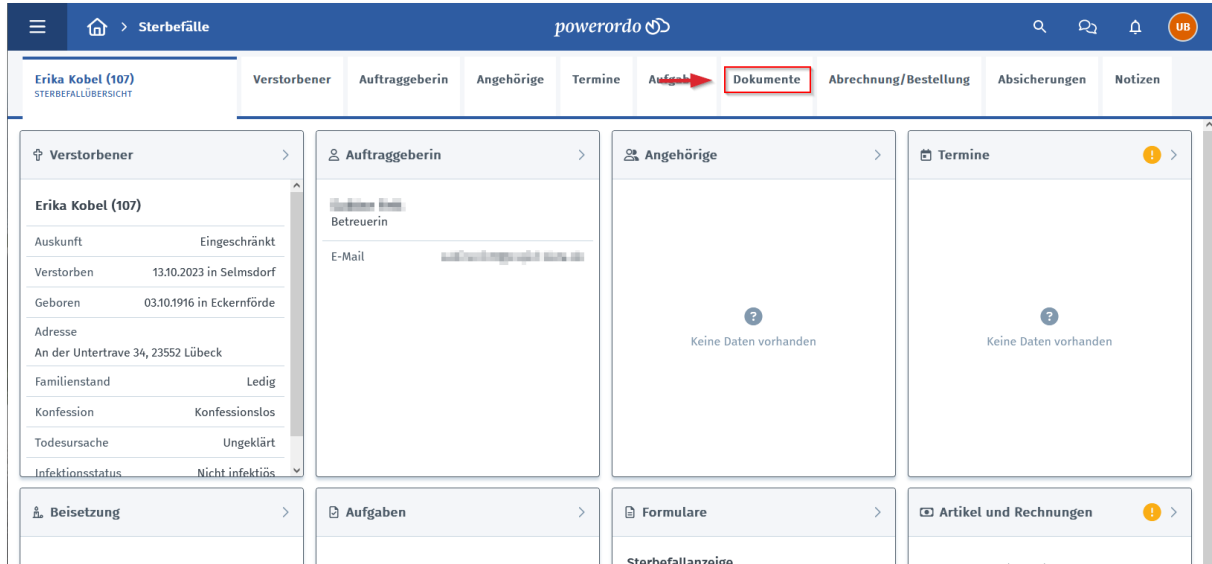 Sterbefälle
powerordo
UB
Erika Kobel (107)
STERBEFALLÜBERSICHT
Verstorbener
Auftraggeberin
Angehörige
Termine
Dokumente
Abrechnung/Bestellung
Absicherungen
Notizen
Verstorbener
Erika Kobel (107)
Auskunft Eingeschränkt
Verstorben 13.10.2023 in Selmsdorf
Geboren 03.10.1916 in Eckernförde
Adresse
An der Untertrave 34, 23552 Lübeck
Familienstand Ledig
Konfession Konfessionslos
Todesursache Ungeklärt
Infektionsstatus Nicht infektiös
Auftraggeberin
Betreuerin
E-Mail
Angehörige
Keine Daten vorhanden
Termine
Keine Daten vorhanden
Beisetzung
Aufgaben
Formulare
Sterbefallanzeige
Artikel und Rechnungen